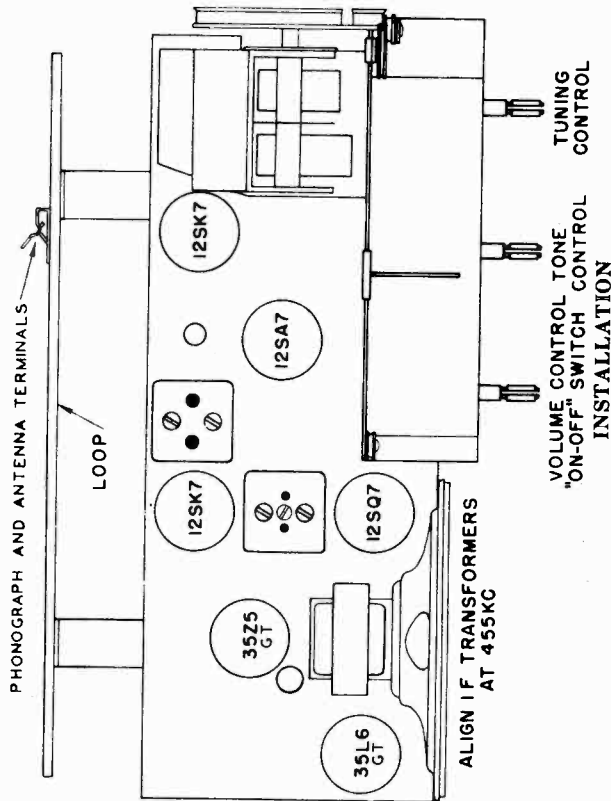 PHONOGRAPH AND ANTENNA TERMINALS
LOOP
12SK7
12SA7
12SK7
12SQ7
35Z5
GT
35L6
GT
ALIGN IF TRANSFORMERS
AT 455KC
VOLUME CONTROL TONE
"ON-OFF" SWITCH CONTROL
TUNING
CONTROL
INSTALLATION